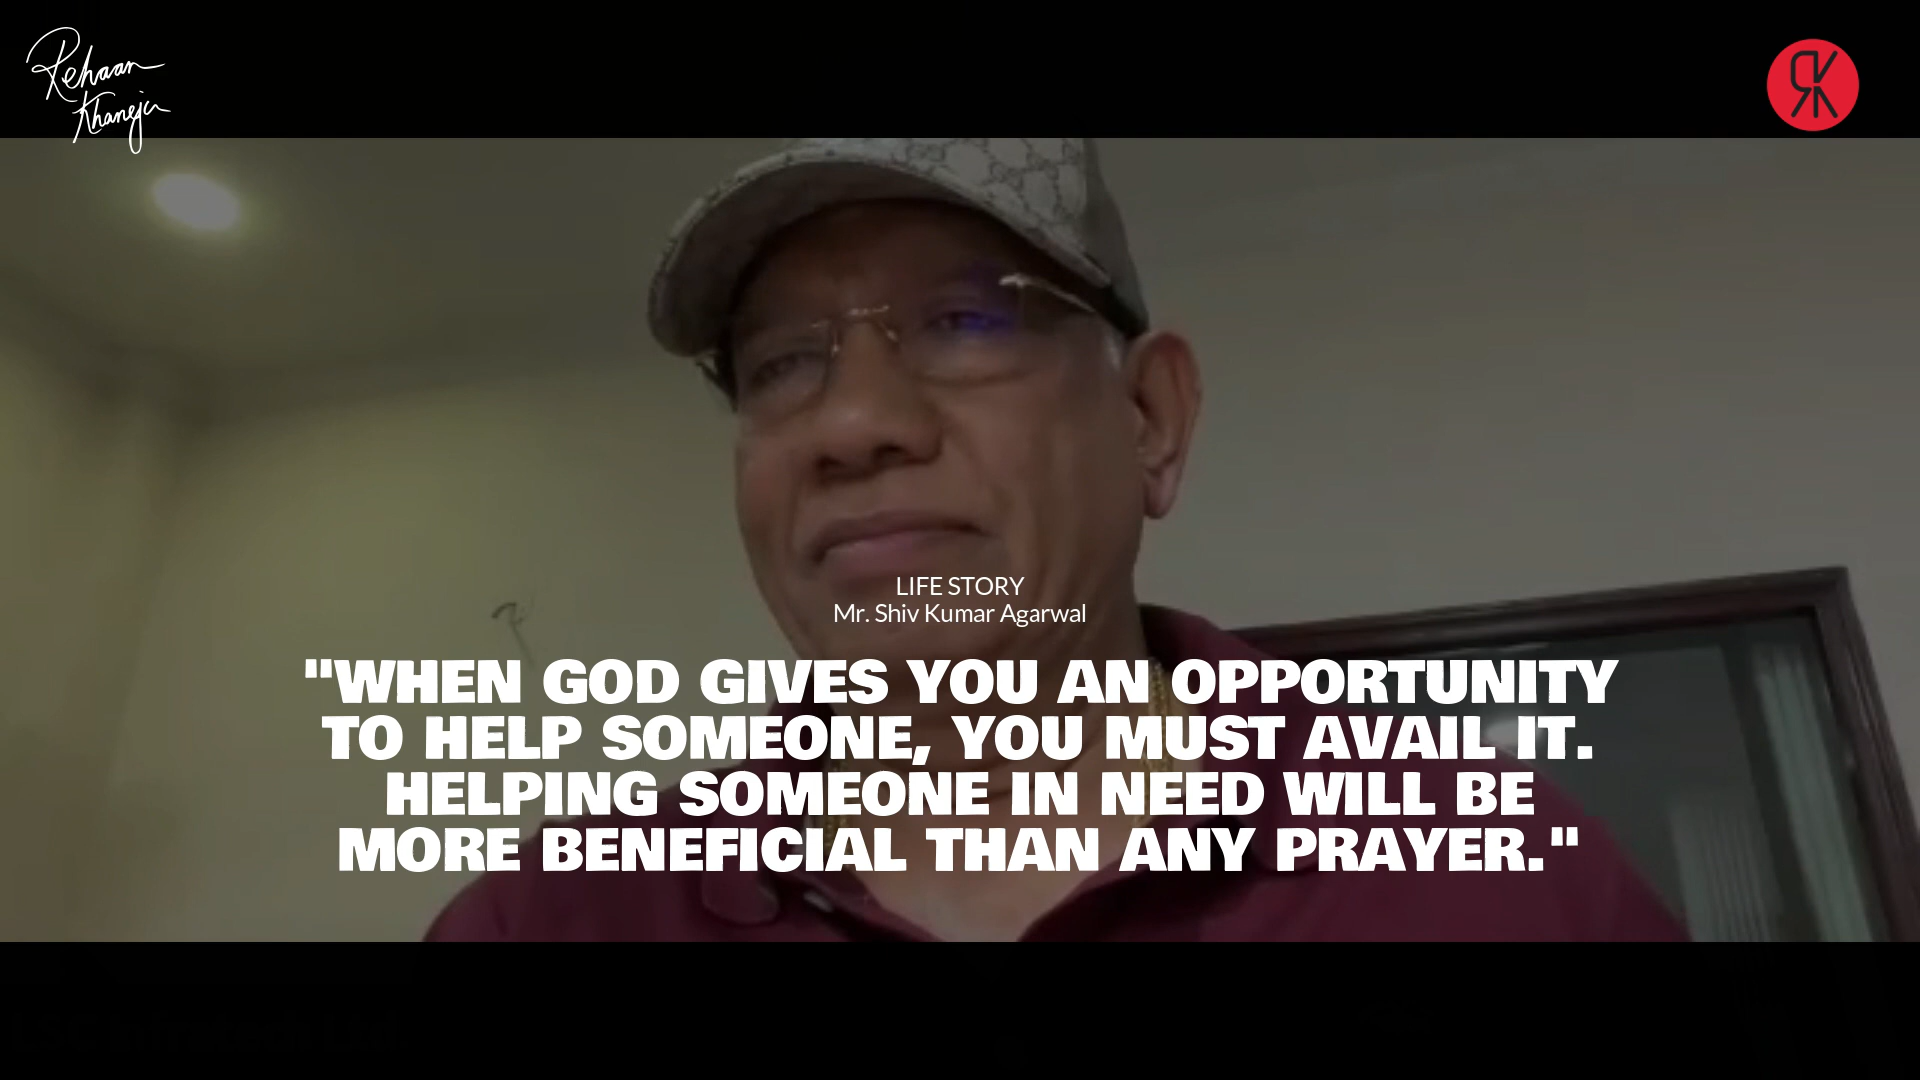 Rehaan
Khaneja
LIFE STORY
Mr. Shiv Kumar Agarwal
"WHEN GOD GIVES YOU AN OPPORTUNITY
TO HELP SOMEONE, YOU MUST AVAIL IT.
HELPING SOMEONE IN NEED WILL BE
MORE BENEFICIAL THAN ANY PRAYER."